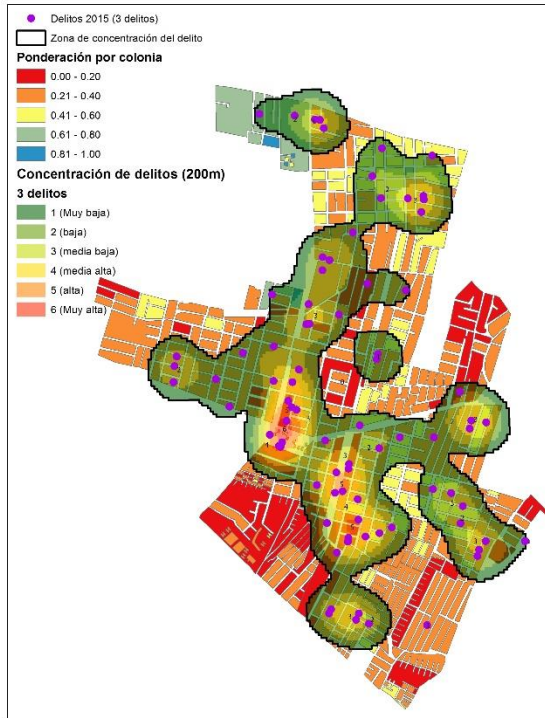 Delitos 2015 (3 delitos)
Zona de concentración del delito
Ponderación por colonia
0.00 - 0.20
0.21 - 0.40
0.41 - 0.60
0.61 - 0.80
0.81 - 1.00
Concentración de delitos (200m)
3 delitos
1 (Muy baja)
2 (baja)
3 (media baja)
4 (media alta)
5 (alta)
6 (Muy alta)